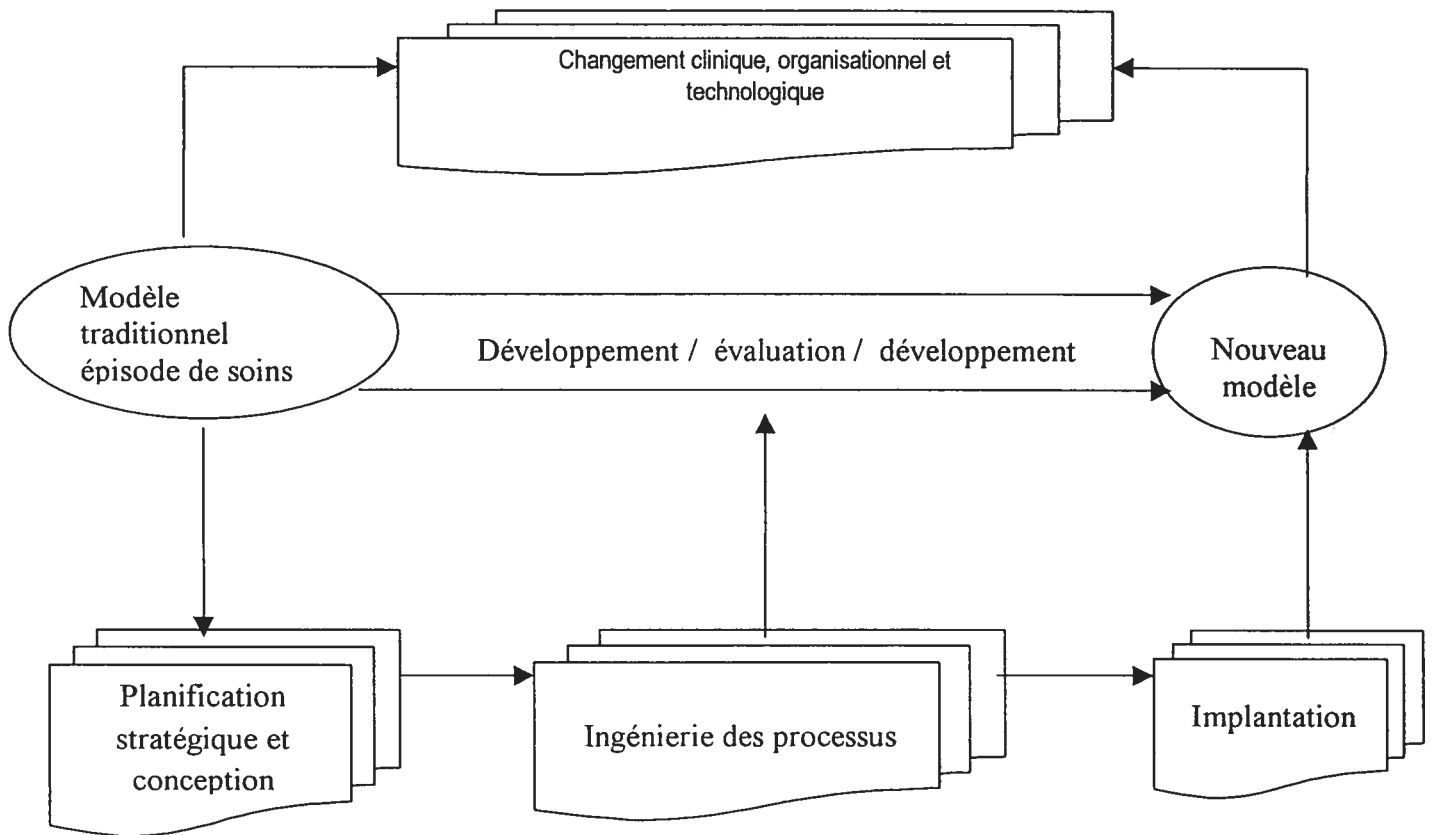 Changement clinique, organisationnel et
technologique
Modèle
traditionnel
épisode de soins
Développement / évaluation / développement
Nouveau
modèle
Planification
stratégique et
conception
Ingénierie des processus
Implantation